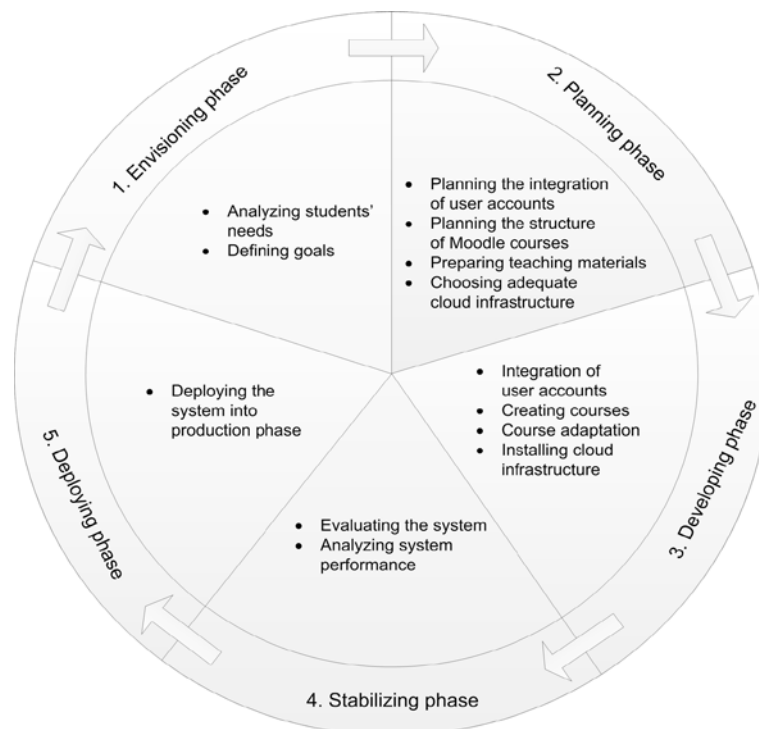 1. Envisioning phase
• Analyzing students'
needs
• Defining goals
2. Planning phase
• Planning the integration
of user accounts
• Planning the structure
of Moodle courses
• Preparing teaching materials
• Choosing adequate
cloud infrastructure
3. Developing phase
• Integration of
user accounts
• Creating courses
• Course adaptation
• Installing cloud
infrastructure
4. Stabilizing phase
• Evaluating the system
• Analyzing system
performance
5. Deploying phase
• Deploying the
system into
production phase